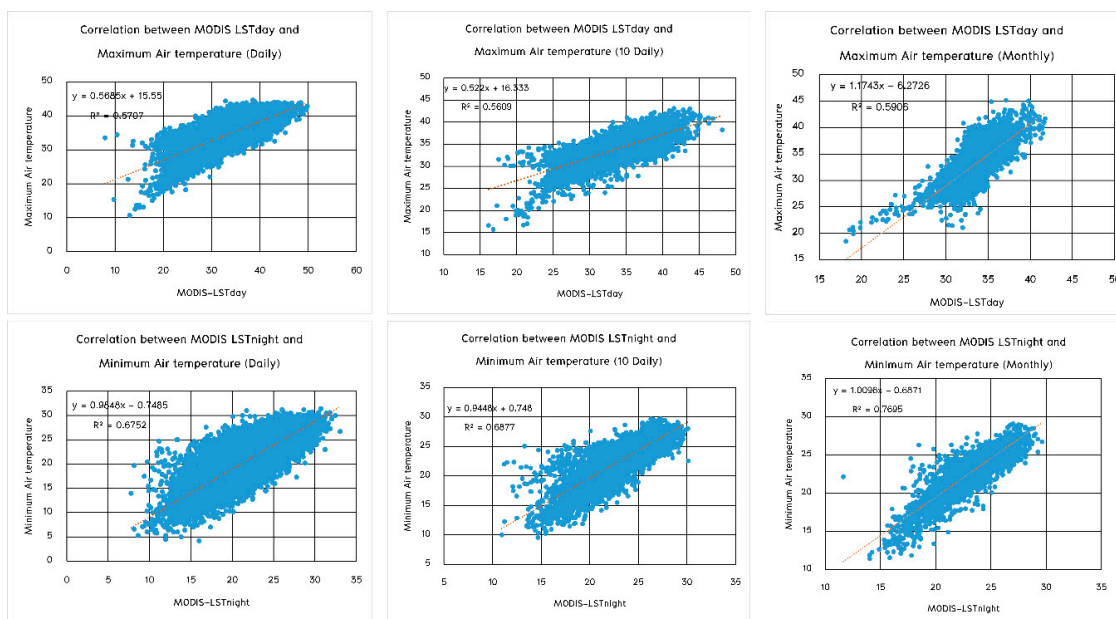 Correlation between MODIS LSTday and
Maximum Air temperature (Daily)
50
y = 0.5685x + 15.55
R² = 0.5707
40
30
20
10
0
0 10 20 30 40 50 60
Maximum Air temperature
MODIS-LSTday
Correlation between MODIS LSTday and
Maximum Air temperature (10 Daily)
50
y = 0.522x + 16.333
45
R² = 0.5609
40
35
30
25
20
15
10
10 15 20 25 30 35 40 45 50
Maximum Air temperature
MODIS-LSTday
Correlation between MODIS LSTday and
Maximum Air temperature (Monthly)
50
y = 1.1743x - 6.2726
45
R² = 0.5906
40
35
30
25
20
15
15 20 25 30 35 40 45 50
Maximum Air temperature
MODIS-LSTday
Correlation between MODIS LSTnight and
Minimum Air temperature (Daily)
35
y = 0.9848x - 0.7485
30
R² = 0.6752
25
20
15
10
5
0
0 5 10 15 20 25 30 35
Minimum Air temperature
MODIS-LSTnight
Correlation between MODIS LSTnight and
Minimum Air temperature (10 Daily)
35
y = 0.9448x + 0.748
30
R² = 0.6877
25
20
15
10
5
5 10 15 20 25 30 35
Minimum Air temperature
MODIS-LSTnight
Correlation between MODIS LSTnight and
Minimum Air temperature (Monthly)
35
y = 1.0096x - 0.6871
30
R² = 0.7695
25
20
15
10
10 15 20 25 30 35
Minimum Air temperature
MODIS-LSTnight